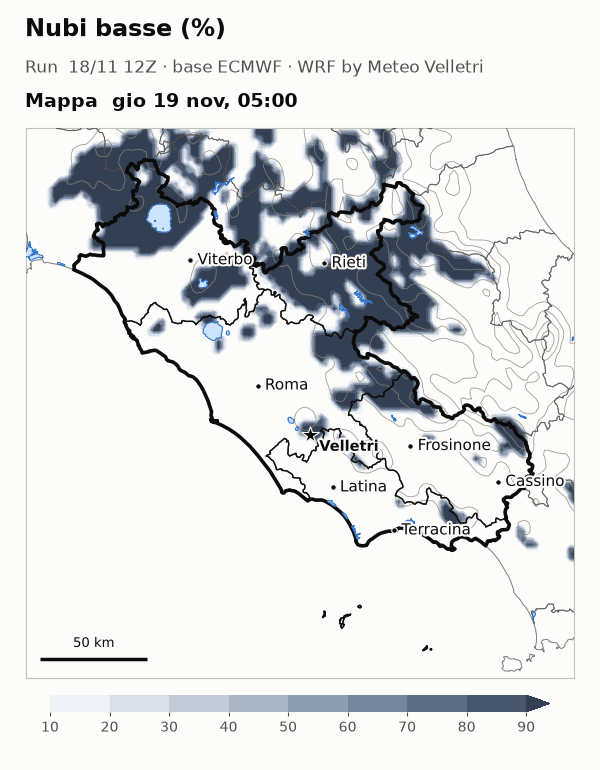 Nubi basse (%)
Run 18/11 12Z · base ECMWF · WRF by Meteo Velletri
Mappa gio 19 nov, 05:00
Viterbo
Rieti
Roma
Velletri
Frosinone
Latina
Cassino
Terracina
50 km
10 20 30 40 50 60 70 80 90